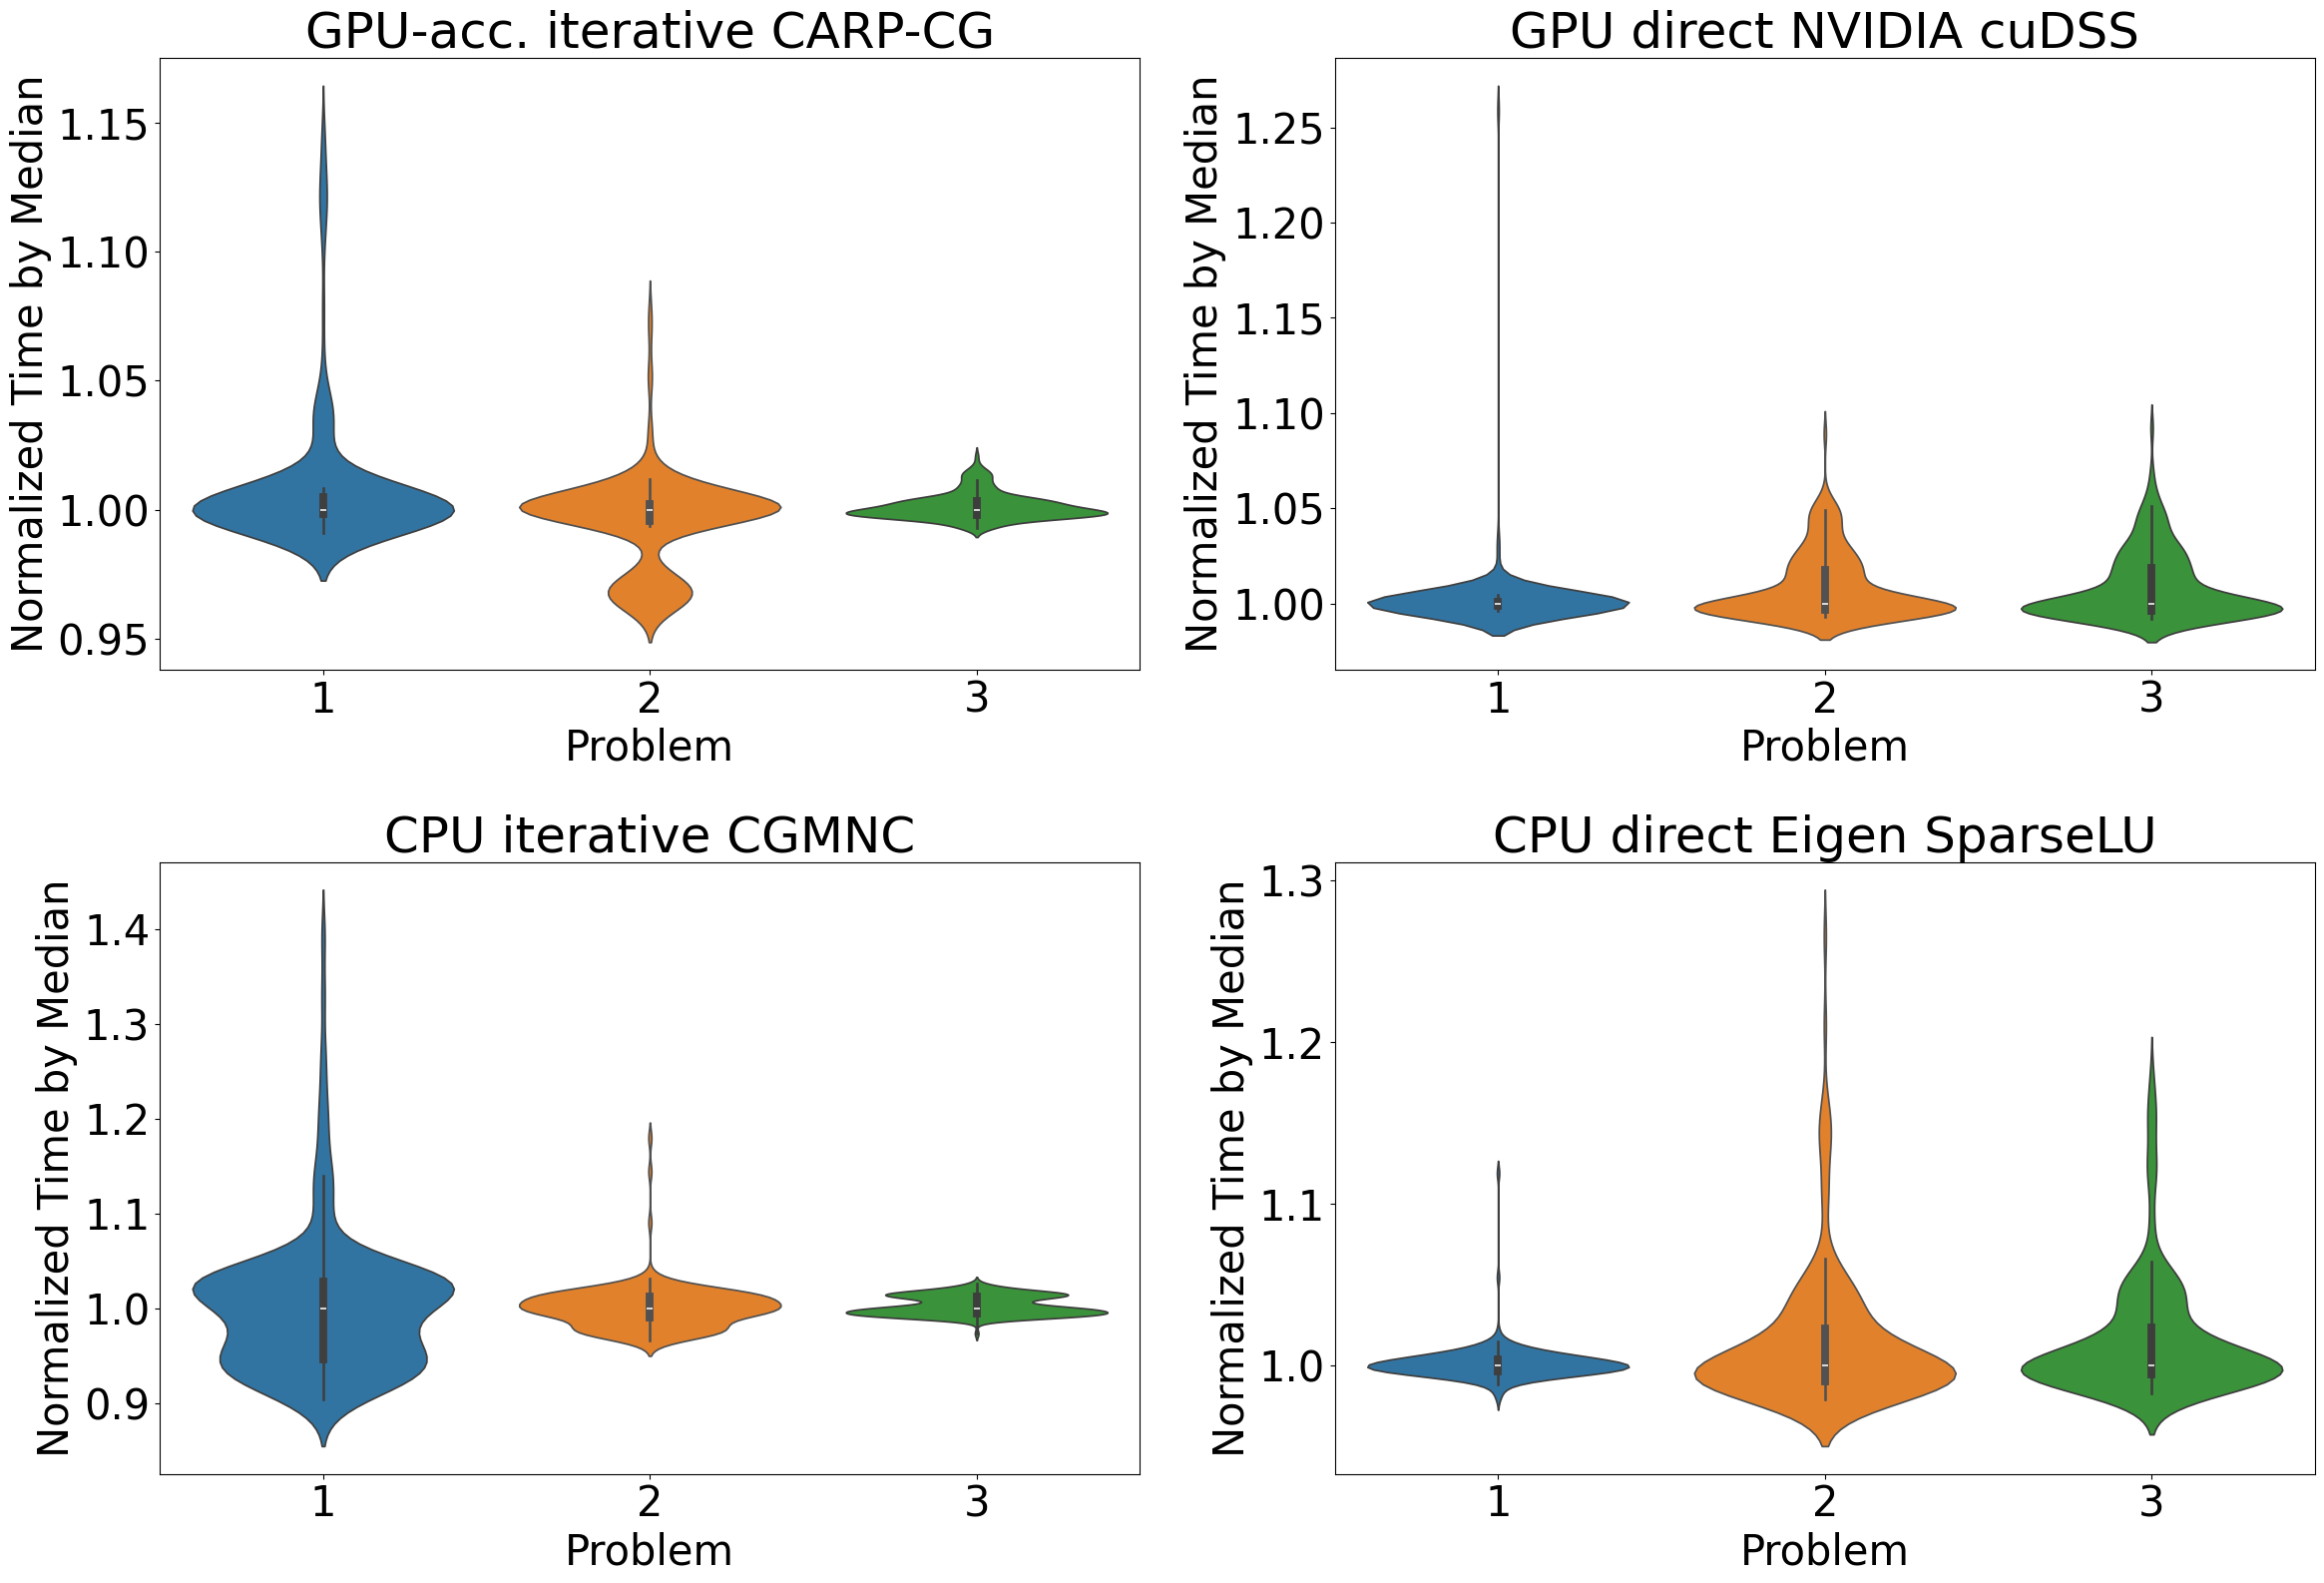 GPU-acc. iterative CARP-CG
Normalized Time by Median
1.15
1.10
1.05
1.00
0.95
1 2 3
Problem
GPU direct NVIDIA cuDSS
Normalized Time by Median
1.25
1.20
1.15
1.10
1.05
1.00
1 2 3
Problem
CPU iterative CGMNC
Normalized Time by Median
1.4
1.3
1.2
1.1
1.0
0.9
1 2 3
Problem
CPU direct Eigen SparseLU
Normalized Time by Median
1.3
1.2
1.1
1.0
1 2 3
Problem